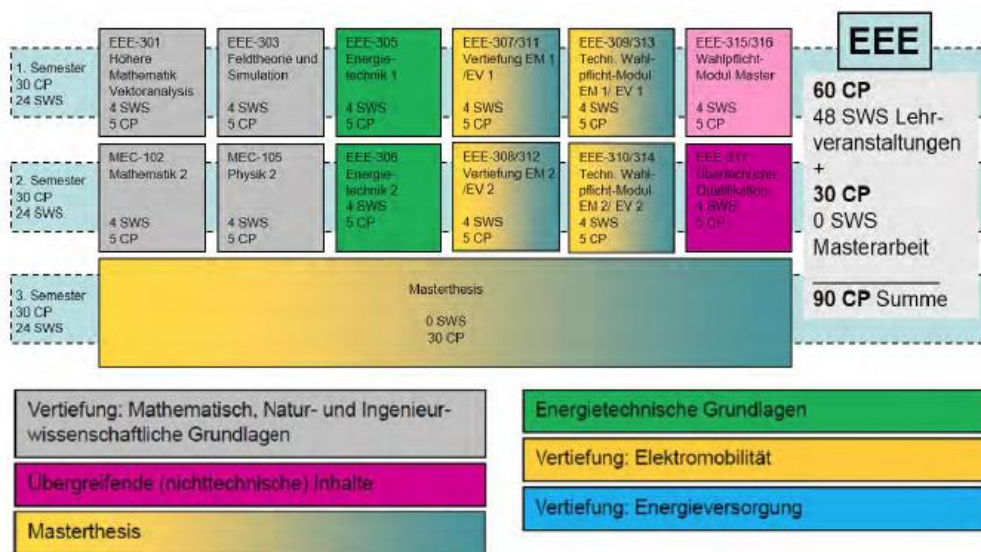 1. Semester
30 CP
24 SWS
EEE-301
Höhere
Mathematik
Vektoranalysis
4 SWS
5 CP
EEE-303
Feldtheorie und
Simulation
4 SWS
5 CP
EEE-305
Energie-
technik 1
4 SWS
5 CP
EEE-307/311
Vertiefung EM 1
/EV 1
4 SWS
5 CP
EEE-309/313
Techn. Wahl-
pflicht-Modul
EM 1/ EV 1
4 SWS
5 CP
EEE-315/316
Wahlpflicht-
Modul Master
4 SWS
5 CP
2. Semester
30 CP
24 SWS
MEC-102
Mathematik 2
4 SWS
5 CP
MEC-105
Physik 2
4 SWS
5 CP
EEE-306
Energie-
technik 2
4 SWS
5 CP
EEE-308/312
Vertiefung EM 2
/EV 2
4 SWS
5 CP
EEE-310/314
Techn. Wahl-
pflicht-Modul
EM 2/ EV 2
4 SWS
5 CP
EEE-317
Überfachliche
Qualifikation
4 SWS
5 CP
3. Semester
30 CP
24 SWS
Masterthesis
0 SWS
30 CP
EEE
60 CP
48 SWS Lehr-
veranstaltungen
+
30 CP
0 SWS
Masterarbeit
90 CP Summe
Vertiefung: Mathematisch, Natur- und Ingenieur-
wissenschaftliche Grundlagen
Übergreifende (nichttechnische) Inhalte
Masterthesis
Energietechnische Grundlagen
Vertiefung: Elektromobilität
Vertiefung: Energieversorgung